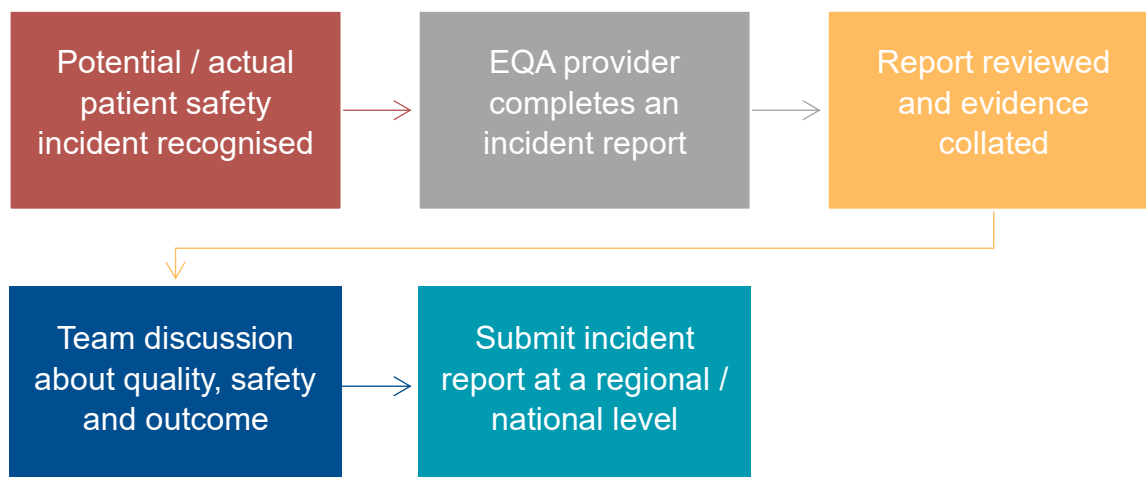 Potential / actual
patient safety
incident recognised
EQA provider
completes an
incident report
Report reviewed
and evidence
collated
Team discussion
about quality, safety
and outcome
Submit incident
report at a regional /
national level